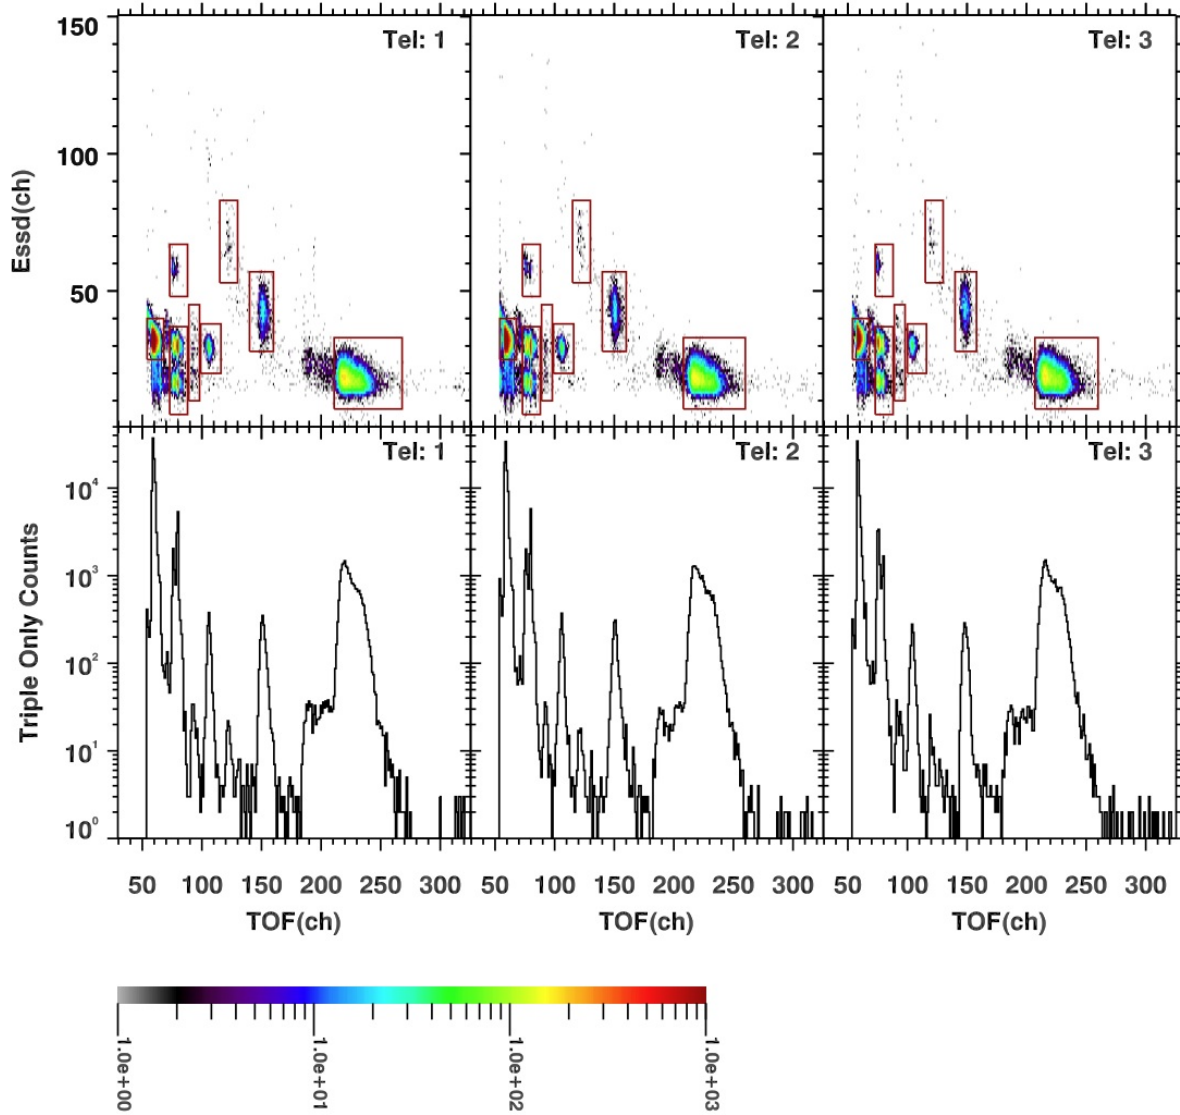 150
Tel: 1
Tel: 2
Tel: 3
100
Essd(ch)
50
Tel: 1
Tel: 2
Tel: 3
10⁴
10³
Triple Only Counts
10²
10¹
10⁰
50 100 150 200 250 300 50 100 150 200 250 300 50 100 150 200 250 300
TOF(ch) TOF(ch) TOF(ch)
1.0e+00 1.0e+01 1.0e+02 1.0e+03